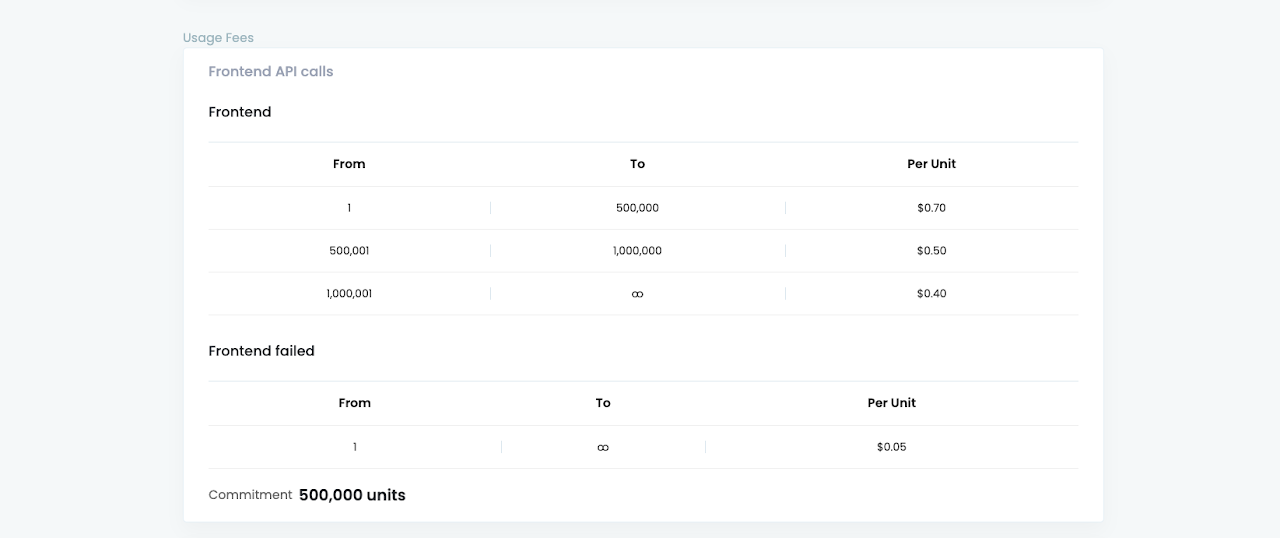 Usage Fees
Frontend API calls
Frontend
From To Per Unit
1 500,000 $0.70
500,001 1,000,000 $0.50
1,000,001 ∞ $0.40
Frontend failed
From To Per Unit
1 ∞ $0.05
Commitment 500,000 units